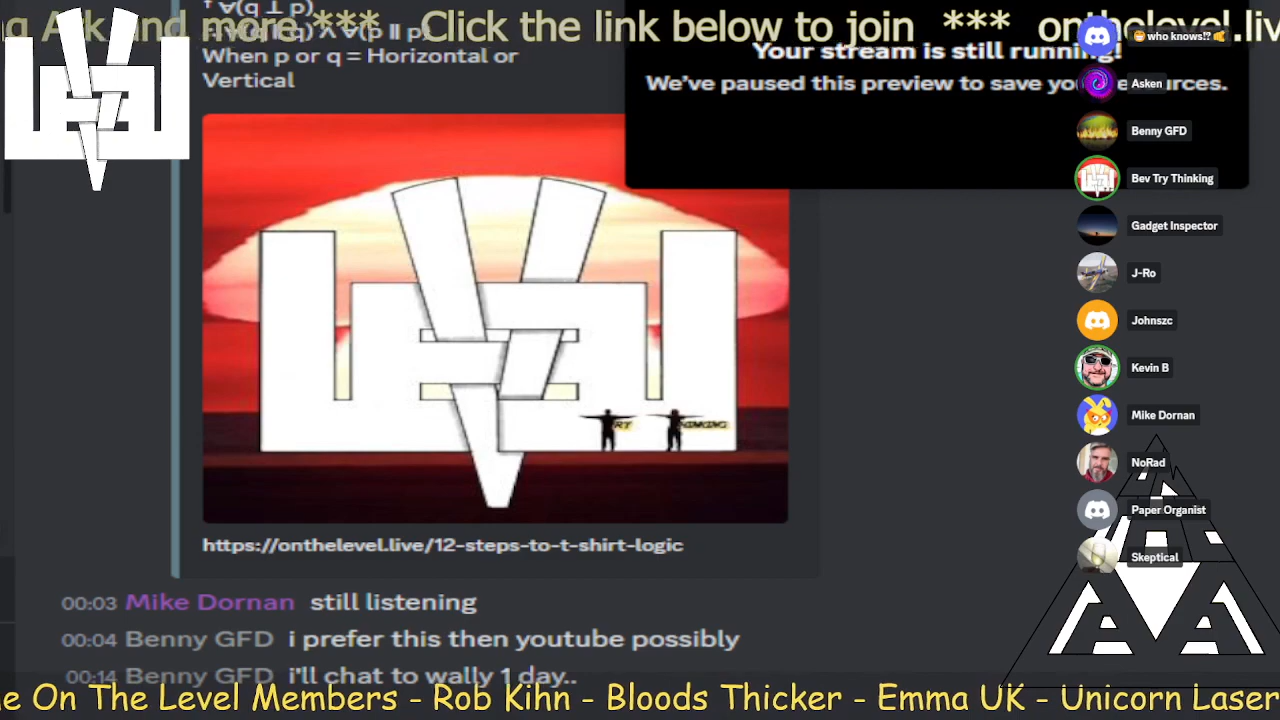 g Ark and more *** Click the link below to join *** onthelevel.liv
When p or q = Horizontal or
Vertical
Your stream is still running!
We've paused this preview to save your resources.
who knows!?
Asken
Benny GFD
Bev Try Thinking
Gadget Inspector
J-Ro
Johnszc
Kevin B
Mike Dornan
NoRad
Paper Organist
Skeptical
https://onthelevel.live/12-steps-to-t-shirt-logic
00:03 Mike Dornan still listening
00:04 Benny GFD i prefer this then youtube possibly
00:14 Benny GFD i'll chat to wally 1 day..
e On The Level Members - Rob Kihn - Bloods Thicker - Emma UK - Unicorn Laser